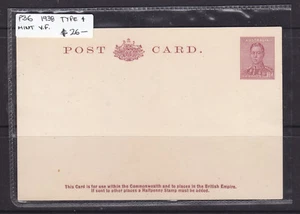 P26 1938 TYPE 4
MINT V.F.
$26-
POST CARD.
This Card is for use within the Commonwealth and to places in the British Empire.
If sent to other places a Halfpenny Stamp must be added.